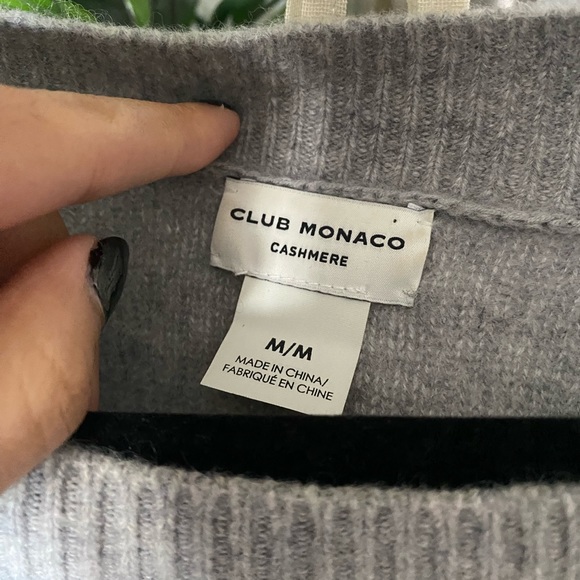 CLUB MONACO
CASHMERE
M/M
MADE IN CHINA/
FABRIQUÉ EN CHINE